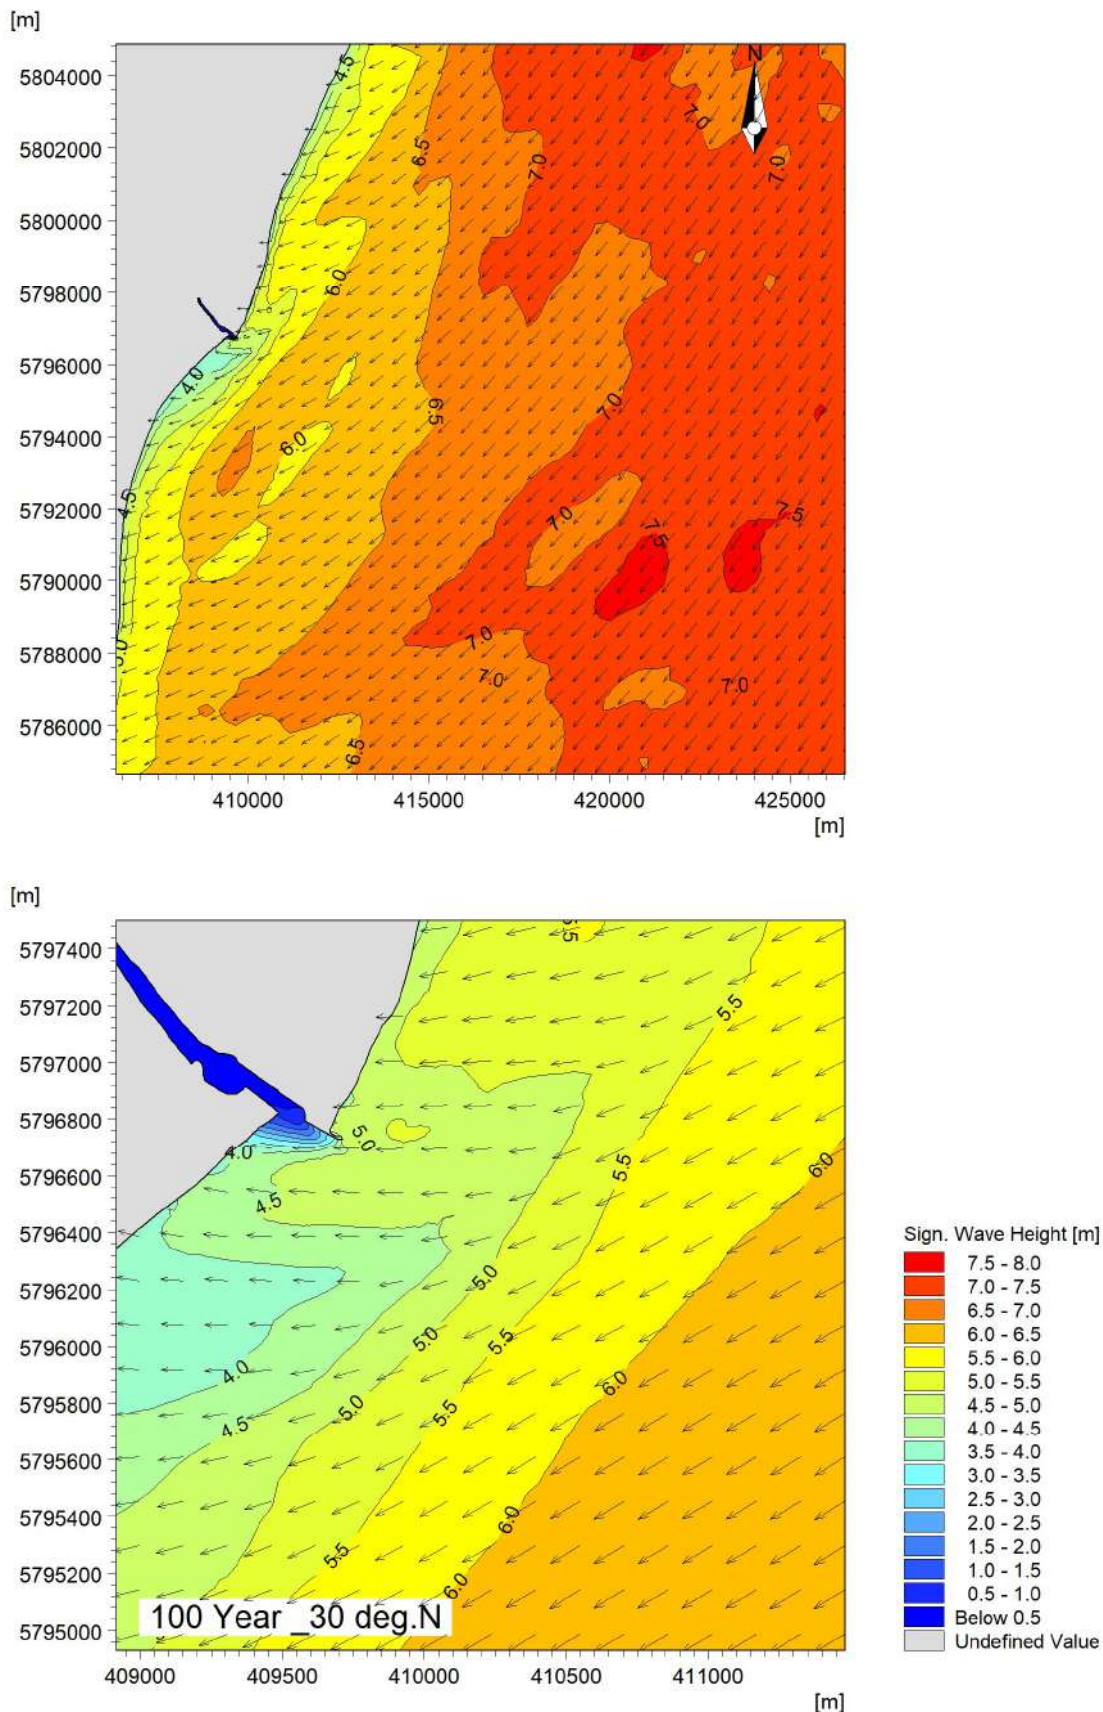 [m]
5804000
5802000
5800000
5798000
5796000
5794000
5792000
5790000
5788000
5786000
410000 415000 420000 425000
[m]
N
4.5
6.5
7.0
7.0
7.0
6.0
4.0
6.5
7.0
6.0
4.5
7.0
7.5
7.5
5.0
7.0
7.0
7.0
6.5
[m]
5797400
5797200
5797000
5796800
5796600
5796400
5796200
5796000
5795800
5795600
5795400
5795200
5795000
409000 409500 410000 410500 411000
[m]
5.5
5.5
5.0
4.0
5.5
6.0
4.5
5.0
5.0
5.5
4.0
6.0
5.0
5.5
4.5
6.0
5.5
6.0
100 Year _30 deg.N
Sign. Wave Height [m]
7.5 - 8.0
7.0 - 7.5
6.5 - 7.0
6.0 - 6.5
5.5 - 6.0
5.0 - 5.5
4.5 - 5.0
4.0 - 4.5
3.5 - 4.0
3.0 - 3.5
2.5 - 3.0
2.0 - 2.5
1.5 - 2.0
1.0 - 1.5
0.5 - 1.0
Below 0.5
Undefined Value